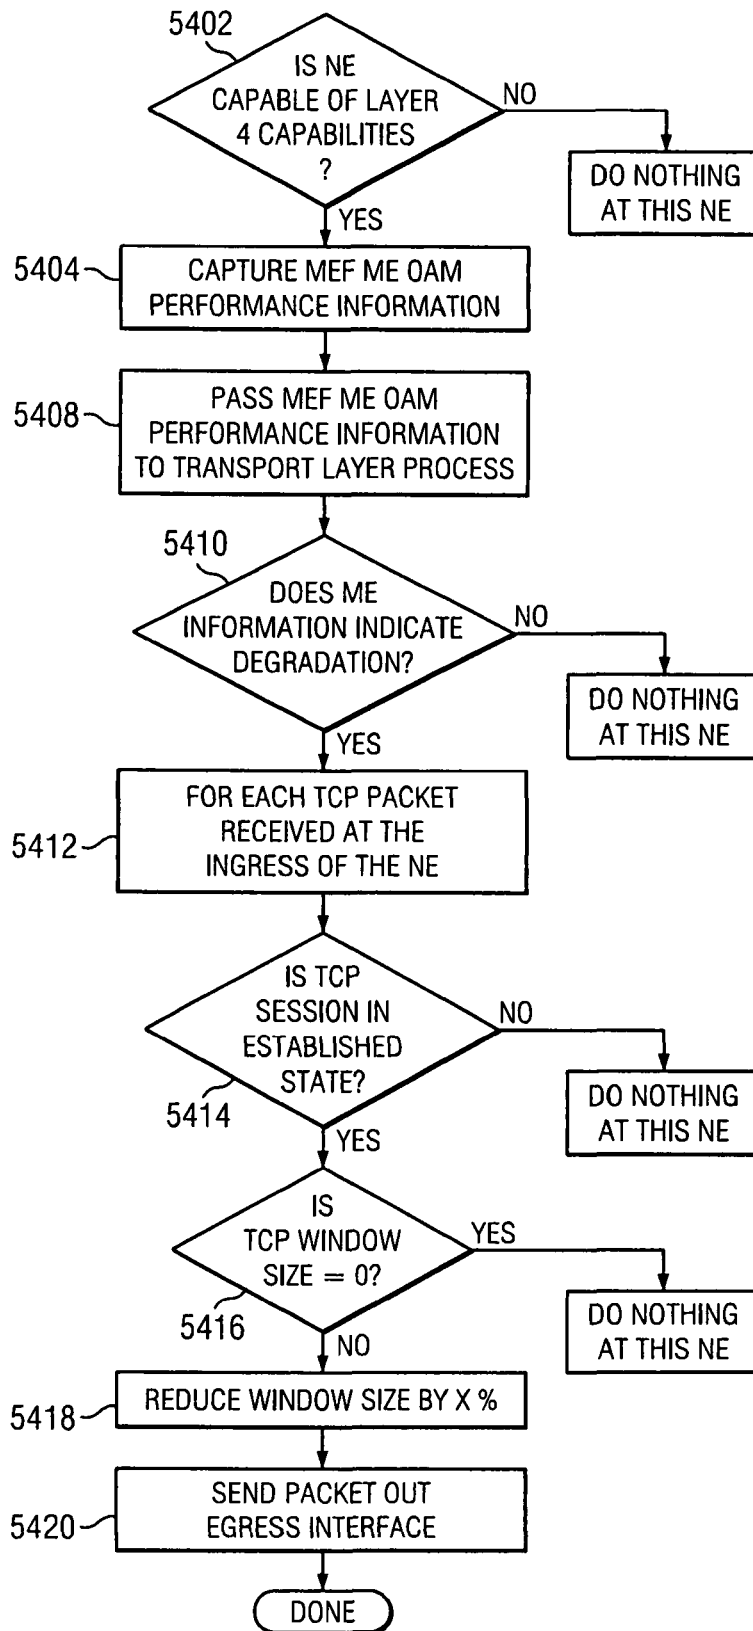 5402
IS NE
CAPABLE OF LAYER
4 CAPABILITIES
?
NO
DO NOTHING
AT THIS NE
YES
5404
CAPTURE MEF ME OAM
PERFORMANCE INFORMATION
5408
PASS MEF ME OAM
PERFORMANCE INFORMATION
TO TRANSPORT LAYER PROCESS
5410
DOES ME
INFORMATION INDICATE
DEGRADATION?
NO
DO NOTHING
AT THIS NE
YES
5412
FOR EACH TCP PACKET
RECEIVED AT THE
INGRESS OF THE NE
IS TCP
SESSION IN
ESTABLISHED
STATE?
5414
NO
DO NOTHING
AT THIS NE
YES
IS
TCP WINDOW
SIZE = 0?
5416
YES
DO NOTHING
AT THIS NE
NO
5418
REDUCE WINDOW SIZE BY X %
5420
SEND PACKET OUT
EGRESS INTERFACE
DONE